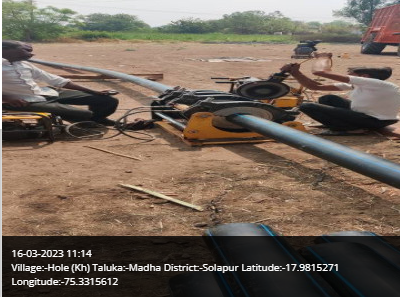 16-03-2023 11:14
Village:-Hole (Kh) Taluka:-Madha District:-Solapur Latitude:-17.9815271
Longitude:-75.3315612